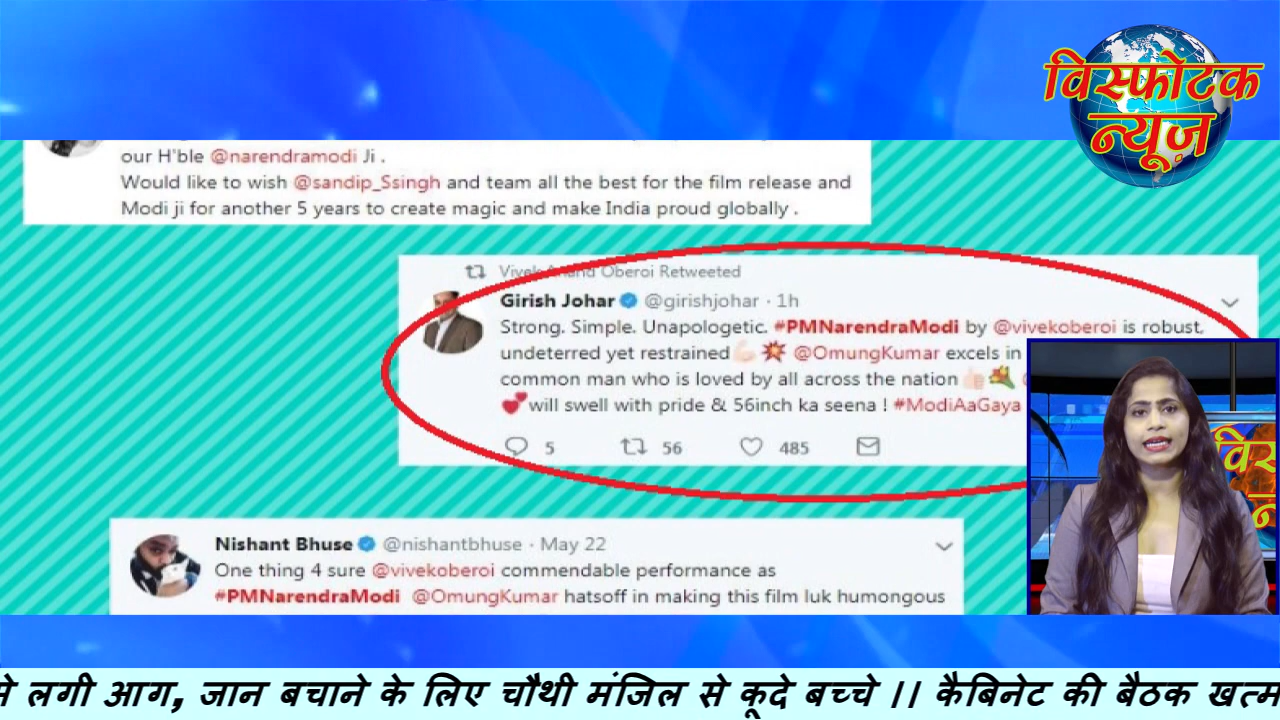 विस्फोटक
न्यूज़
our H'ble @narendramodi Ji .
Would like to wish @sandip_Ssingh and team all the best for the film release and
Modi ji for another 5 years to create magic and make India proud globally .
Vivek Anand Oberoi Retweeted
Girish Johar @girishjohar · 1h
Strong. Simple. Unapologetic. #PMNarendraModi by @vivekoberoi is robust,
undeterred yet restrained @OmungKumar excels in
common man who is loved by all across the nation
will swell with pride & 56inch ka seena ! #ModiAaGaya
5 56 485
Nishant Bhuse @nishantbhuse · May 22
One thing 4 sure @vivekoberoi commendable performance as
#PMNarendraModi @OmungKumar hatsoff in making this film luk humongous
लगी आग, जान बचाने के लिए चौथी मंजिल से कूदे बच्चे || कैबिनेट की बैठक खत्म